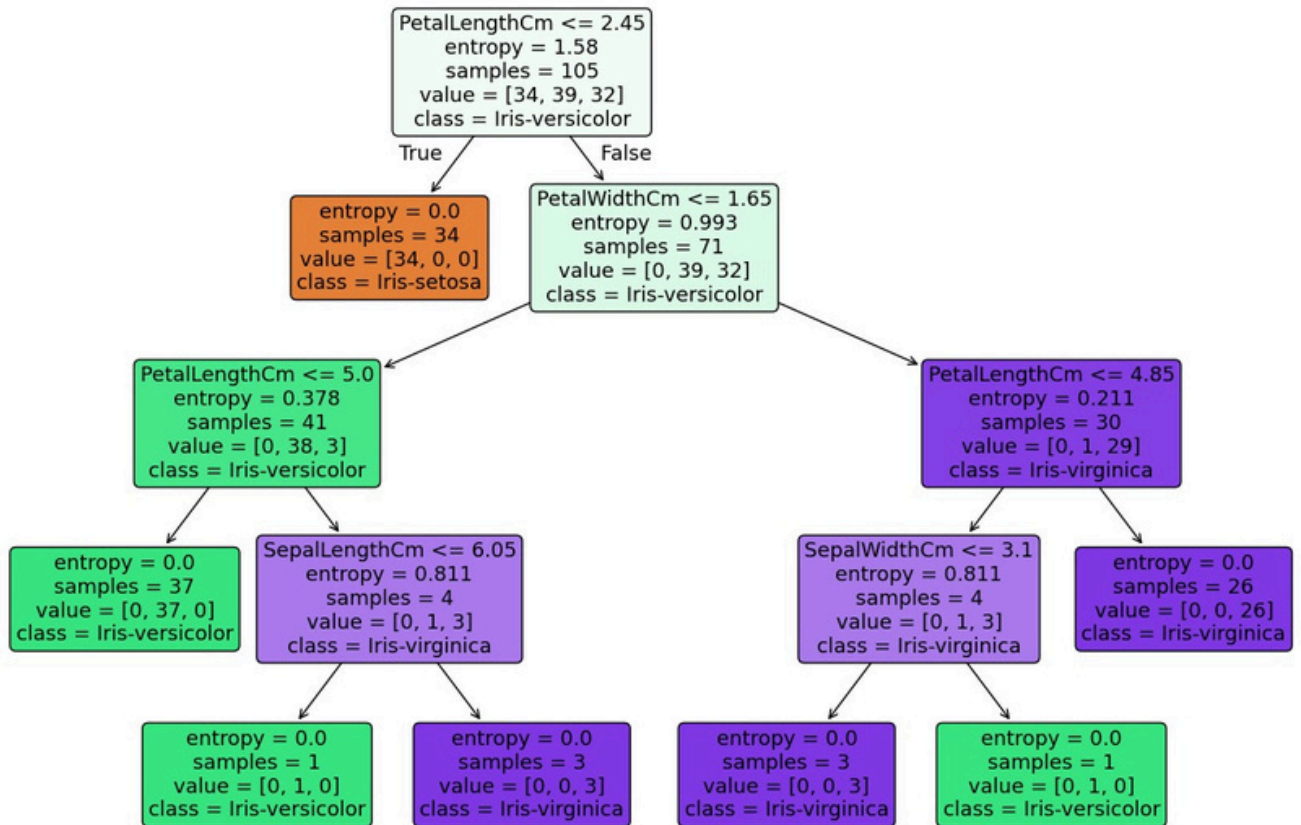 PetalLengthCm <= 2.45
entropy = 1.58
samples = 105
value = [34, 39, 32]
class = Iris-versicolor
True
False
entropy = 0.0
samples = 34
value = [34, 0, 0]
class = Iris-setosa
PetalWidthCm <= 1.65
entropy = 0.993
samples = 71
value = [0, 39, 32]
class = Iris-versicolor
PetalLengthCm <= 5.0
entropy = 0.378
samples = 41
value = [0, 38, 3]
class = Iris-versicolor
PetalLengthCm <= 4.85
entropy = 0.211
samples = 30
value = [0, 1, 29]
class = Iris-virginica
entropy = 0.0
samples = 37
value = [0, 37, 0]
class = Iris-versicolor
SepalLengthCm <= 6.05
entropy = 0.811
samples = 4
value = [0, 1, 3]
class = Iris-virginica
SepalWidthCm <= 3.1
entropy = 0.811
samples = 4
value = [0, 1, 3]
class = Iris-virginica
entropy = 0.0
samples = 26
value = [0, 0, 26]
class = Iris-virginica
entropy = 0.0
samples = 1
value = [0, 1, 0]
class = Iris-versicolor
entropy = 0.0
samples = 3
value = [0, 0, 3]
class = Iris-virginica
entropy = 0.0
samples = 3
value = [0, 0, 3]
class = Iris-virginica
entropy = 0.0
samples = 1
value = [0, 1, 0]
class = Iris-versicolor